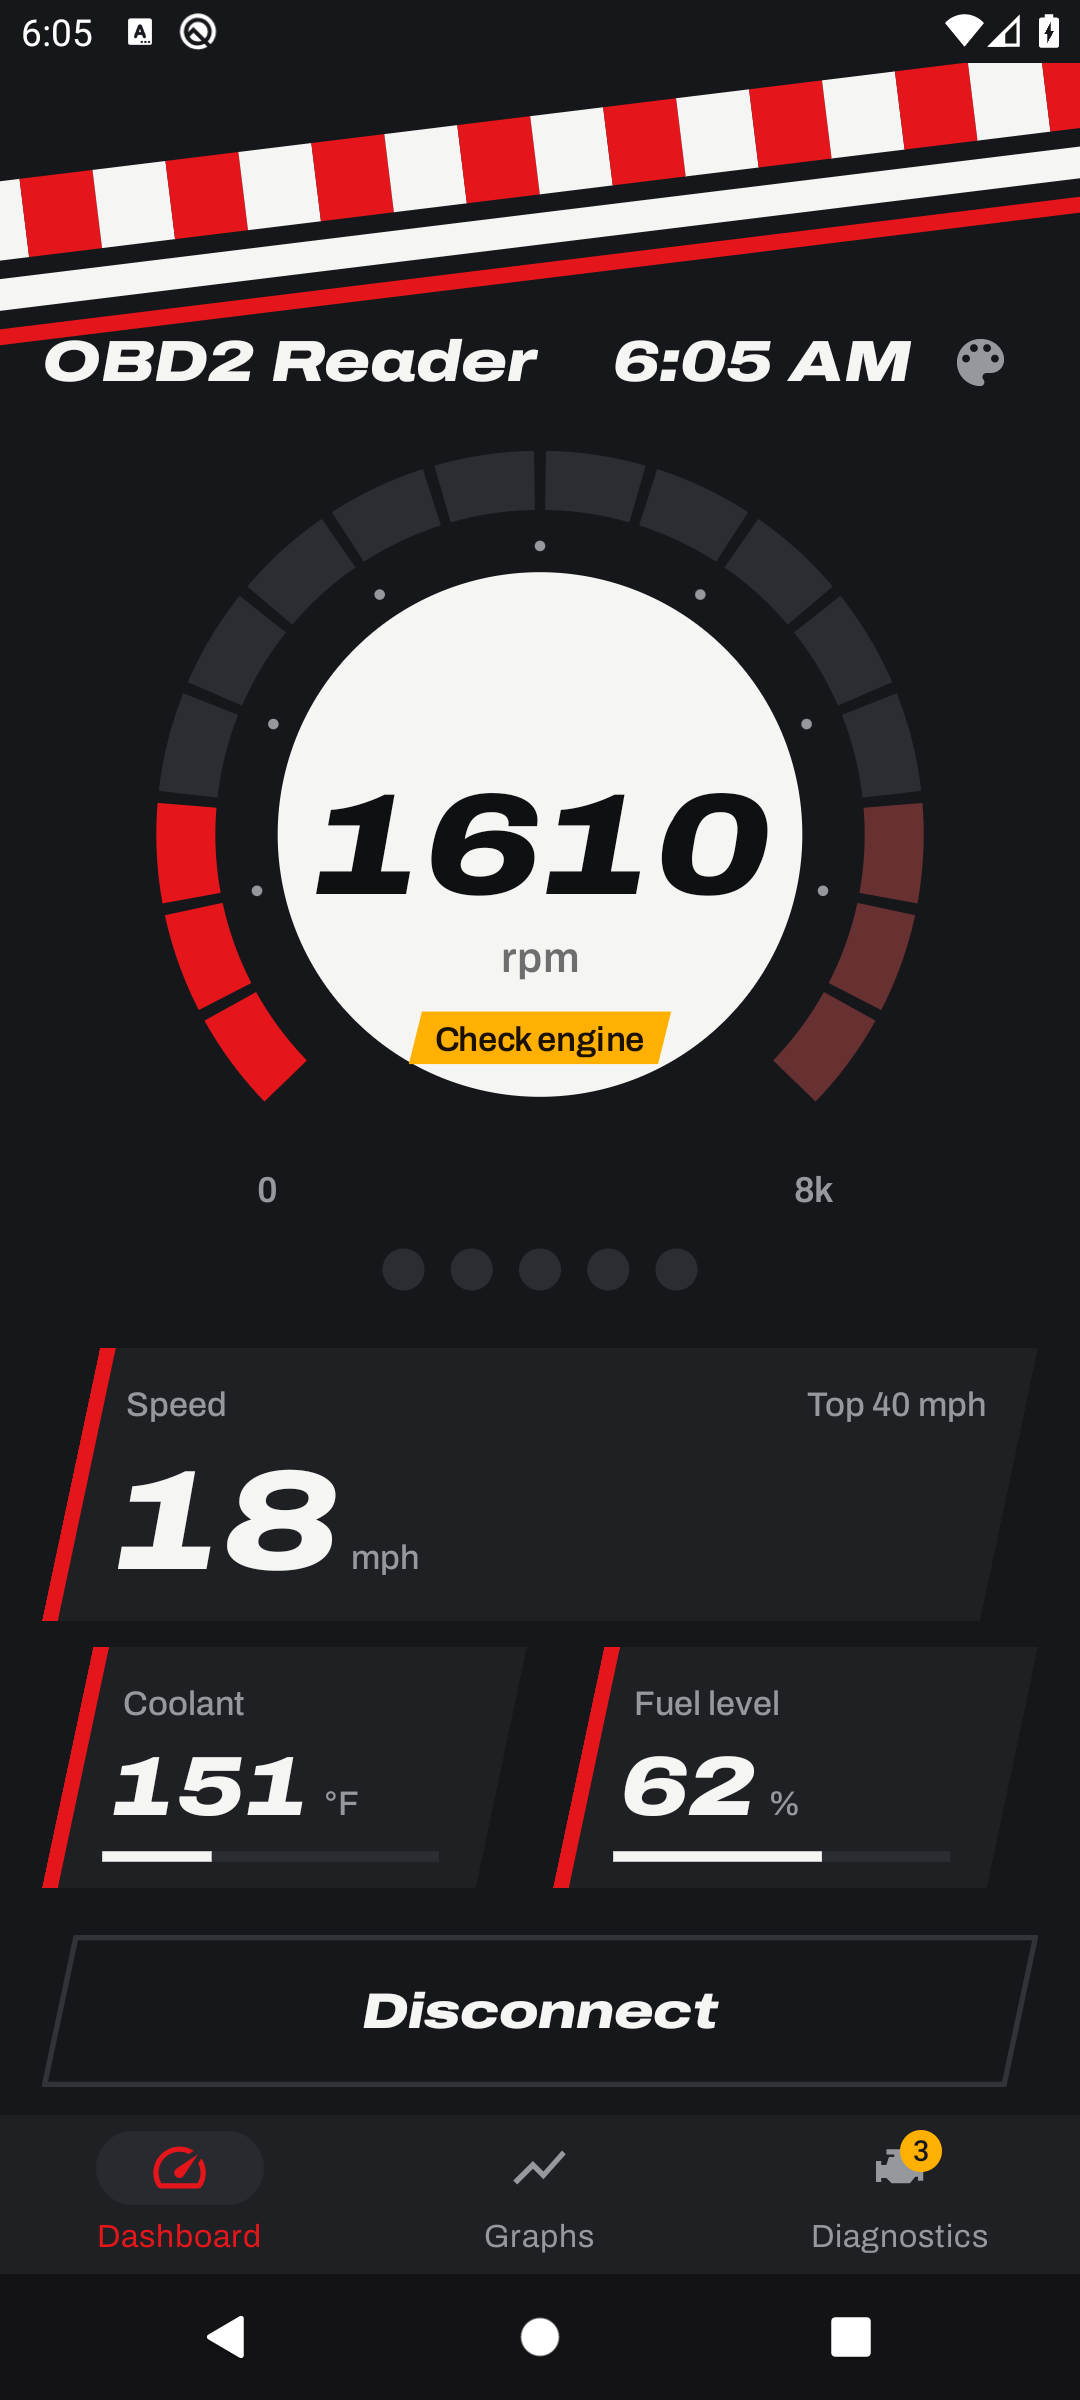 6:05
OBD2 Reader 6:05 AM
1610
rpm
Check engine
0 8k
Speed Top 40 mph
18 mph
Coolant Fuel level
151 °F 62 %
Disconnect
3
Dashboard Graphs Diagnostics